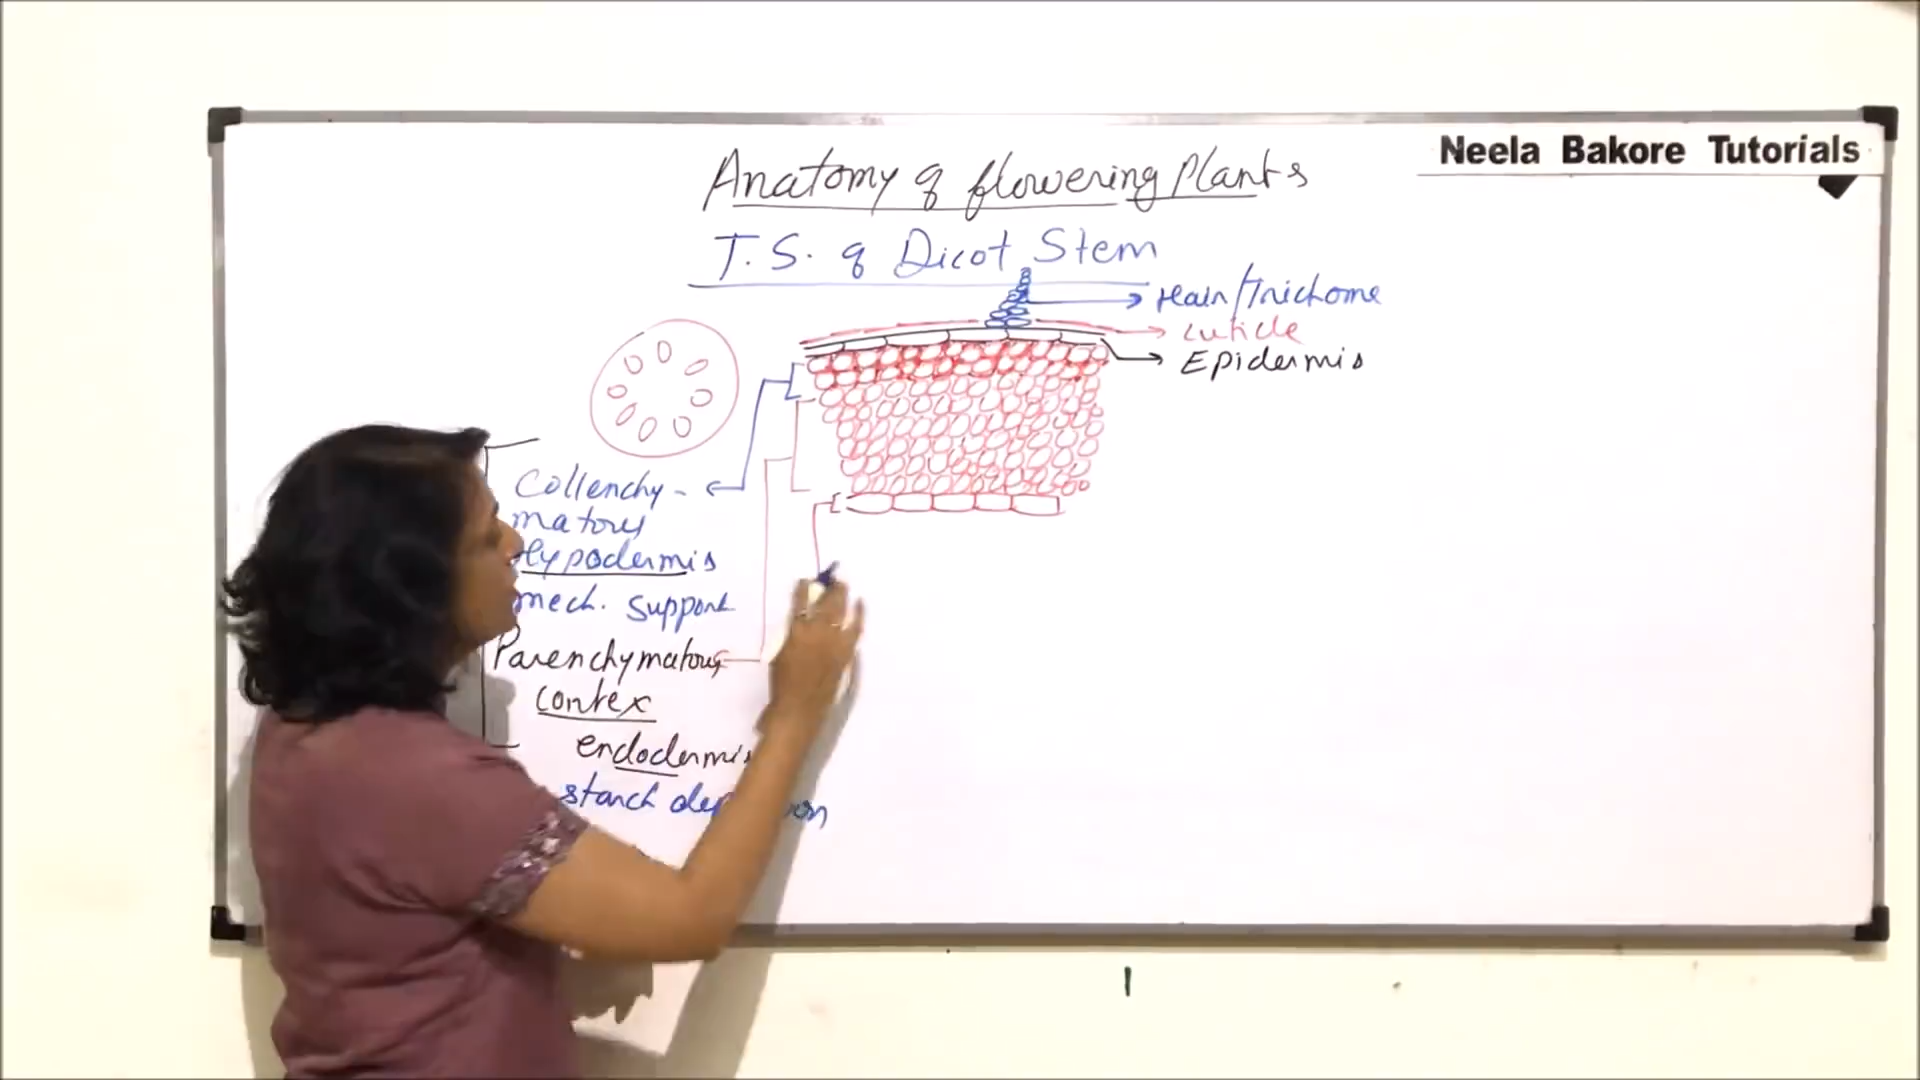 Neela Bakore Tutorials
Anatomy of flowering Plants
T.S. of Dicot Stem
Hair/Trichome
cuticle
Epidermis
Collenchy-
matous
Hypodermis
mech. support
Parenchymatous
cortex
endodermis
starch